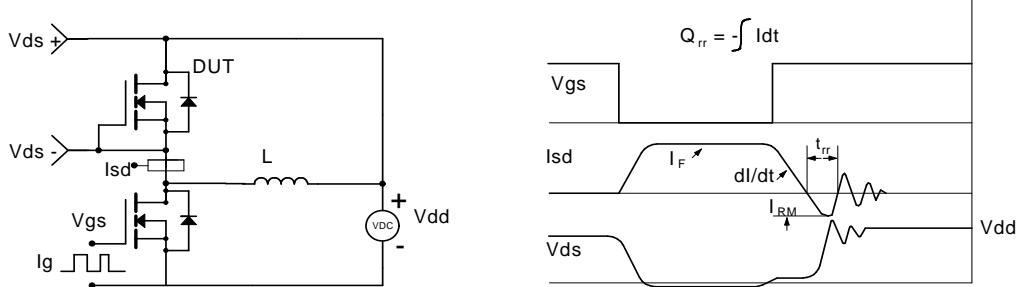 Vds +
DUT
Vds -
Isd
L
Vgs
+
VDC
Vdd
-
Ig
Q rr = -∫ Idt
Vgs
Isd
I F
dI/dt
t rr
I RM
Vds
Vdd